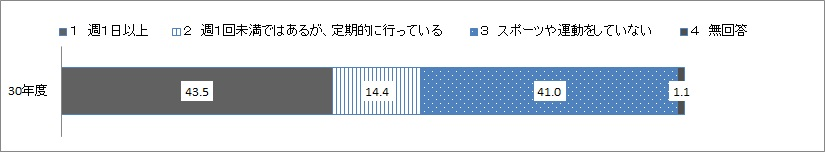 1 週1日以上 2 週1回未満ではあるが、定期的に行っている 3 スポーツや運動をしていない 4 無回答
30年度 43.5 14.4 41.0 1.1